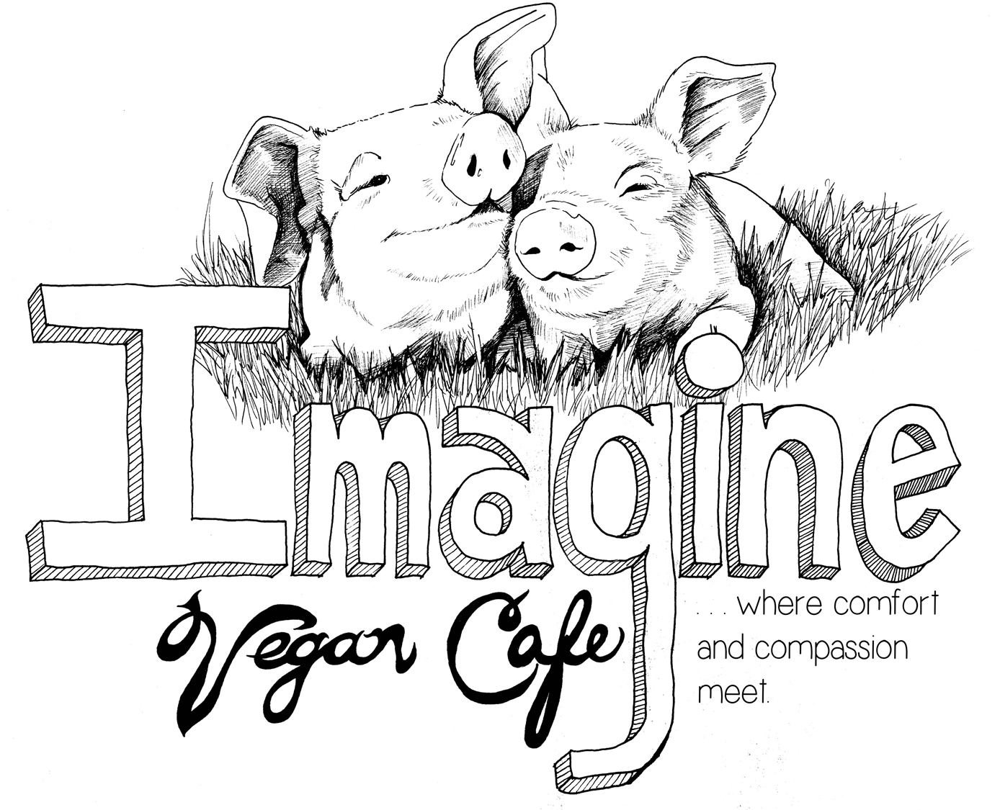 Imagine
Vegan Cafe
... where comfort
and compassion
meet.